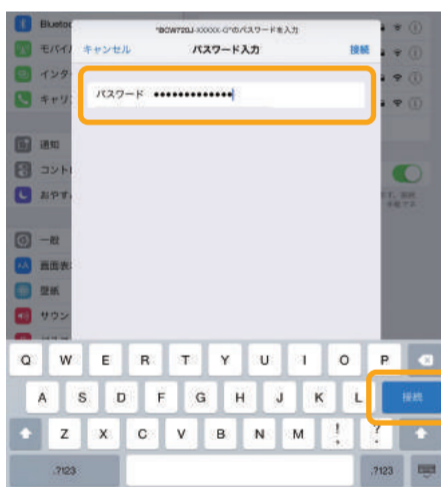 Bluetoo
"BCW720J-XXXXX-G"のパスワードを入力
モバイ
キャンセル パスワード入力 接続
インタ
キャリ
パスワード ●●●●●●●●●●●●●
通知
コント
おやすみ
一般
AA 画面表
壁紙
サウン
Q W E R T Y U I O P
A S D F G H J K L 接続
Z X C V B N M ! , ? .
.?123 .?123